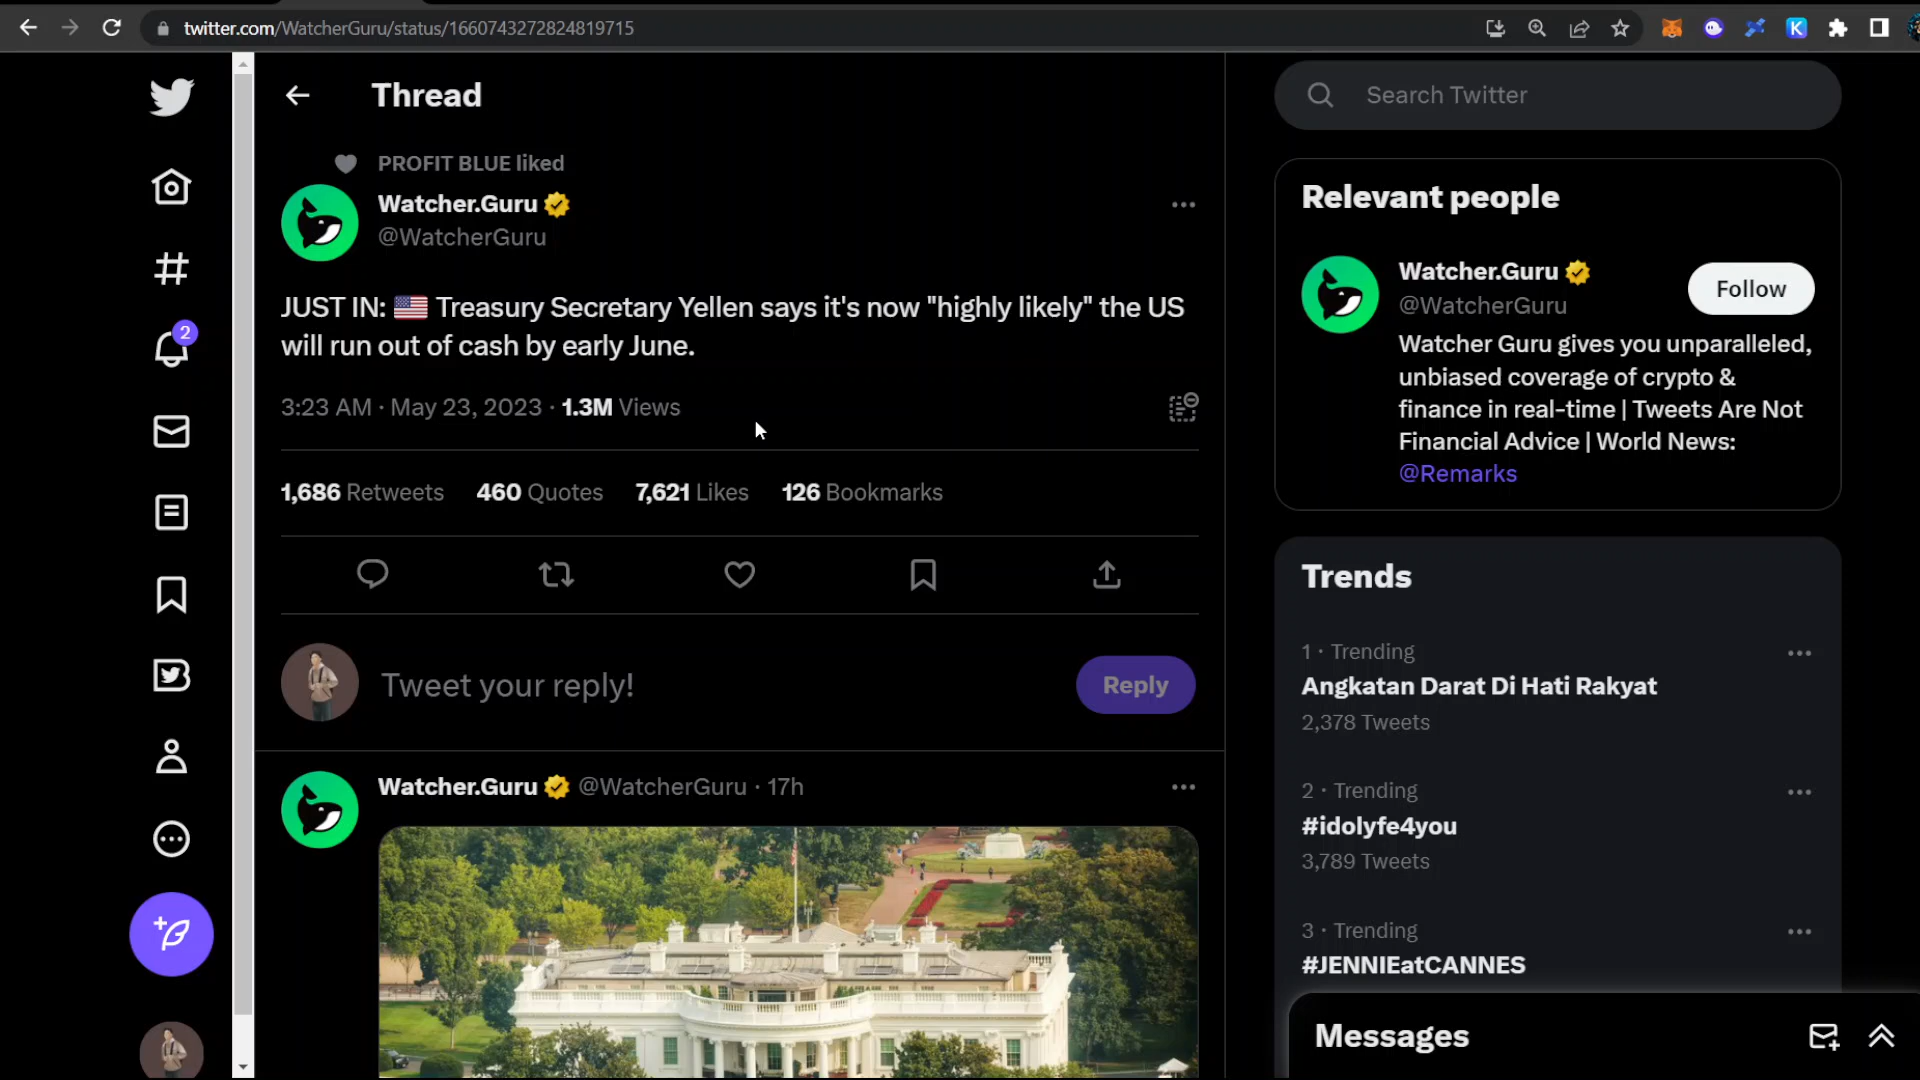 twitter.com/WatcherGuru/status/1660743272824819715
Thread
PROFIT BLUE liked
Watcher.Guru
@WatcherGuru
JUST IN: 🇺🇸 Treasury Secretary Yellen says it's now "highly likely" the US
will run out of cash by early June.
3:23 AM · May 23, 2023 · 1.3M Views
1,686 Retweets 460 Quotes 7,621 Likes 126 Bookmarks
Tweet your reply!
Reply
Watcher.Guru @WatcherGuru · 17h
2
Search Twitter
Relevant people
Watcher.Guru
@WatcherGuru
Follow
Watcher Guru gives you unparalleled,
unbiased coverage of crypto &
finance in real-time | Tweets Are Not
Financial Advice | World News:
@Remarks
Trends
1 · Trending
Angkatan Darat Di Hati Rakyat
2,378 Tweets
2 · Trending
#idolyfe4you
3,789 Tweets
3 · Trending
#JENNIEatCANNES
Messages
K